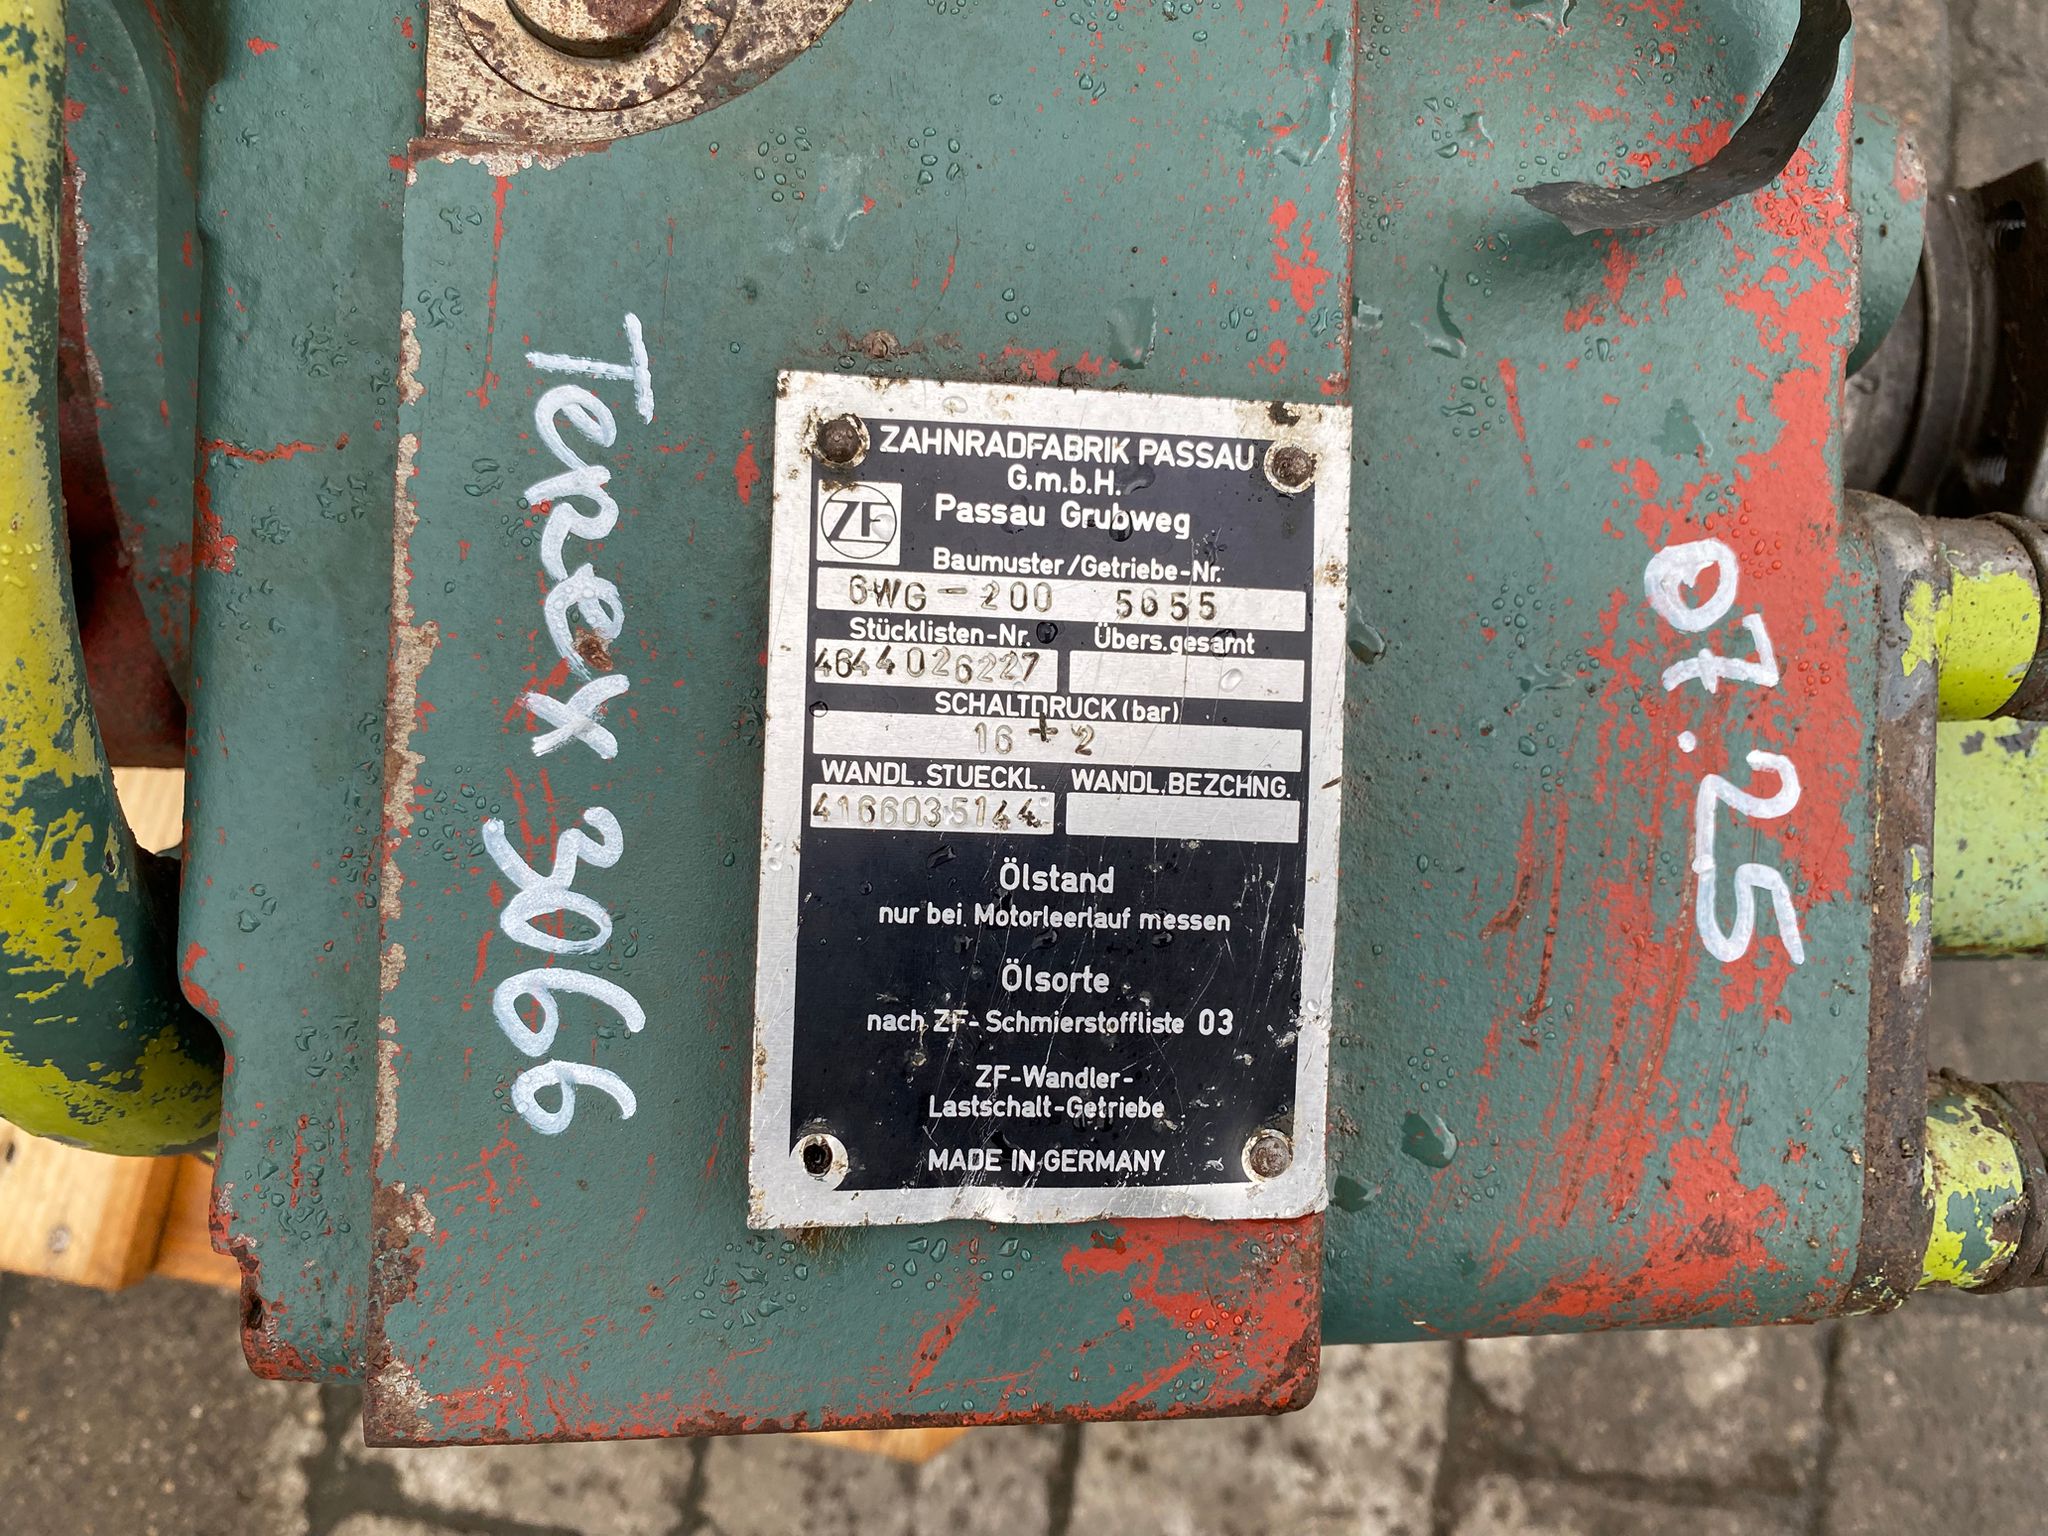 Terex 3066
ZAHNRADFABRIK PASSAU
G.m.b.H.
ZF
Passau Grubweg
Baumuster/Getriebe-Nr.
6WG-200 5655
Stücklisten-Nr. Übers.gesamt
4644026227
SCHALTDRUCK (bar)
16+2
WANDL.STUECKL. WANDL.BEZCHNG.
4166035144
Ölstand
nur bei Motorleerlauf messen
Ölsorte
nach ZF-Schmierstoffliste 03
ZF-Wandler-
Lastschalt-Getriebe
MADE IN GERMANY
07.25